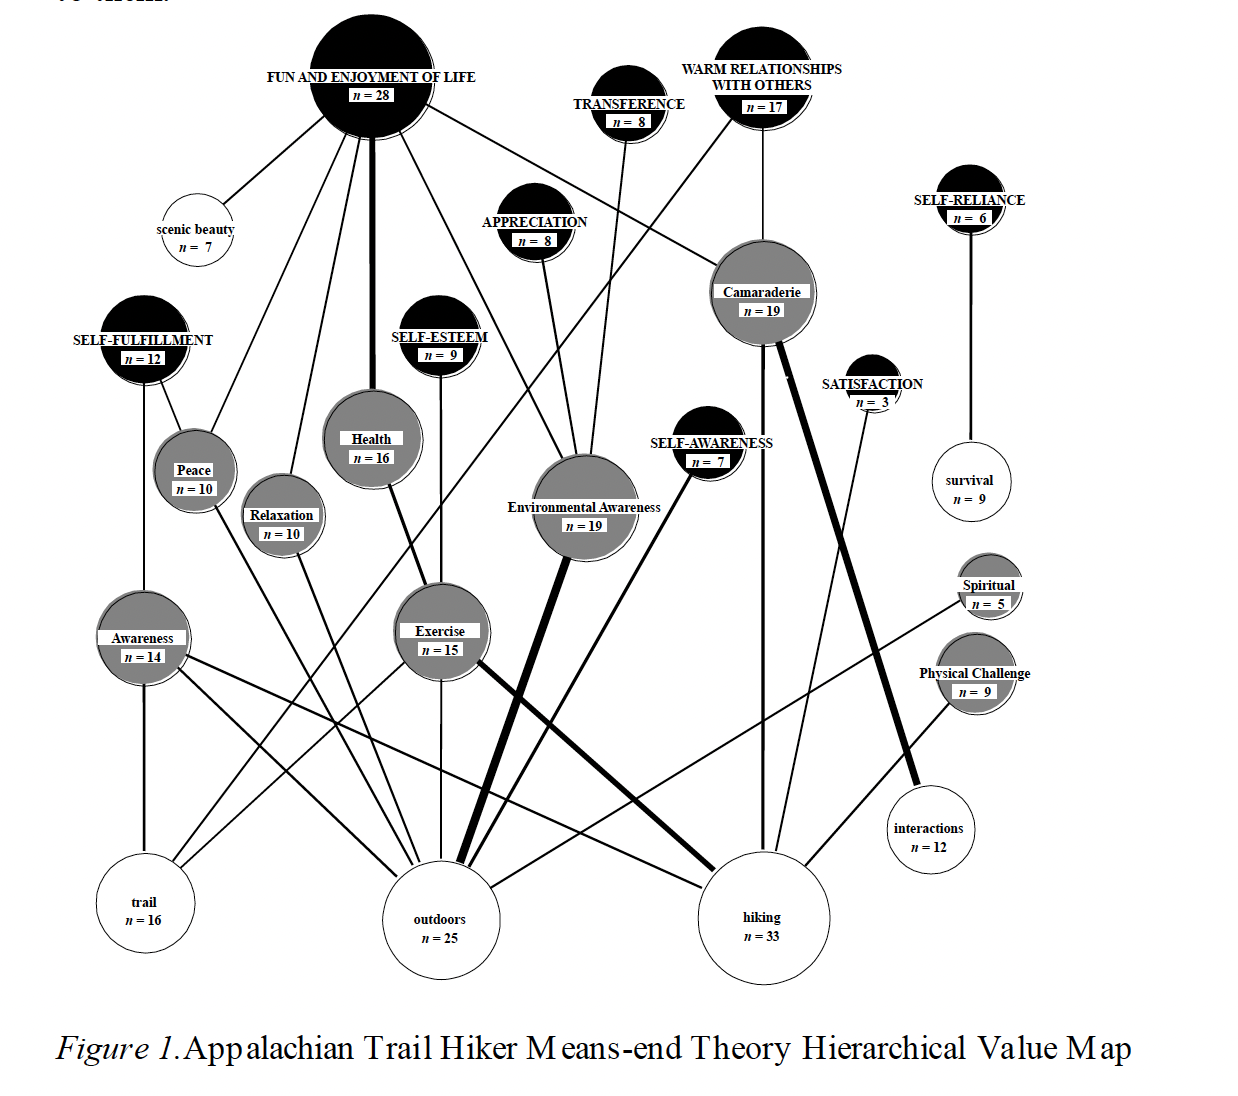 FUN AND ENJOYMENT OF LIFE
n = 28
WARM RELATIONSHIPS
WITH OTHERS
n = 17
TRANSFERENCE
n = 8
SELF-RELIANCE
n = 6
APPRECIATION
n = 8
scenic beauty
n = 7
Camaraderie
n = 19
SELF-FULFILLMENT
n = 12
SELF-ESTEEM
n = 9
SATISFACTION
n = 3
Health
n = 16
SELF-AWARENESS
n = 7
Peace
n = 10
survival
n = 9
Relaxation
n = 10
Environmental Awareness
n = 19
Spiritual
n = 5
Awareness
n = 14
Exercise
n = 15
Physical Challenge
n = 9
interactions
n = 12
trail
n = 16
outdoors
n = 25
hiking
n = 33
Figure 1. Appalachian Trail Hiker Means-end Theory Hierarchical Value Map